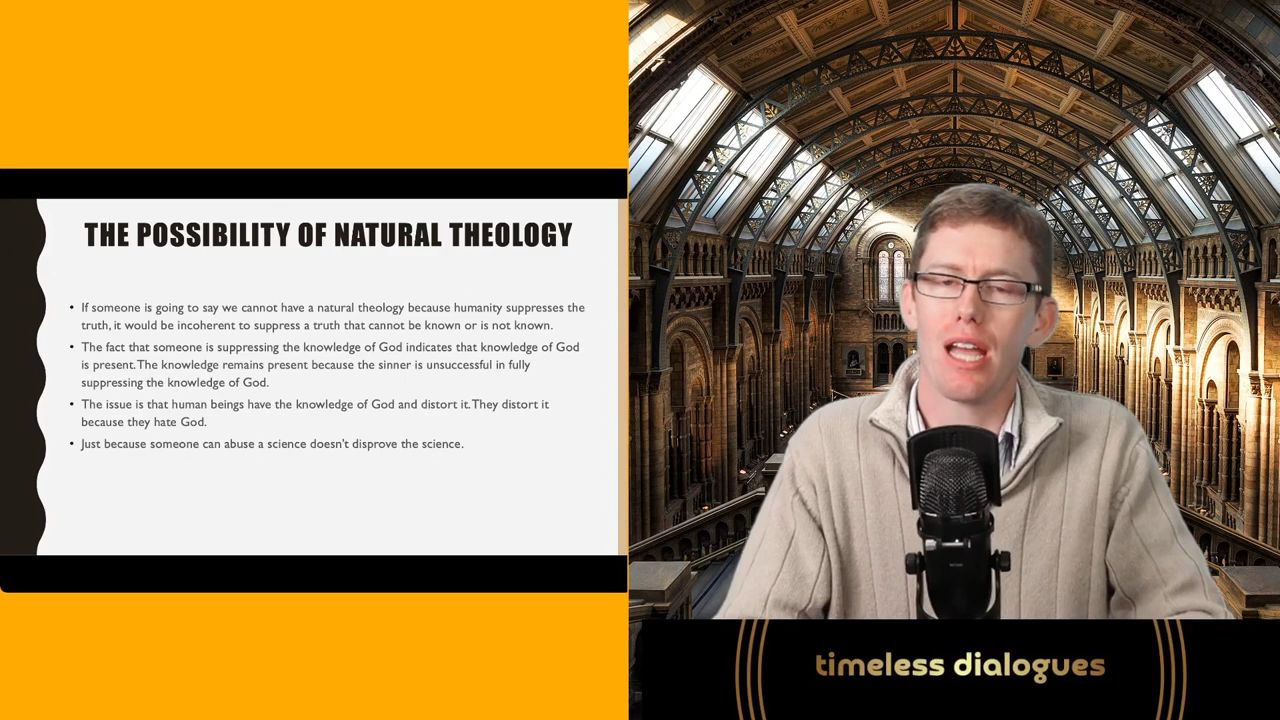 THE POSSIBILITY OF NATURAL THEOLOGY
• If someone is going to say we cannot have a natural theology because humanity suppresses the
truth, it would be incoherent to suppress a truth that cannot be known or is not known.
• The fact that someone is suppressing the knowledge of God indicates that knowledge of God
is present.The knowledge remains present because the sinner is unsuccessful in fully
suppressing the knowledge of God.
• The issue is that human beings have the knowledge of God and distort it.They distort it
because they hate God.
• Just because someone can abuse a science doesn't disprove the science.
timeless dialogues